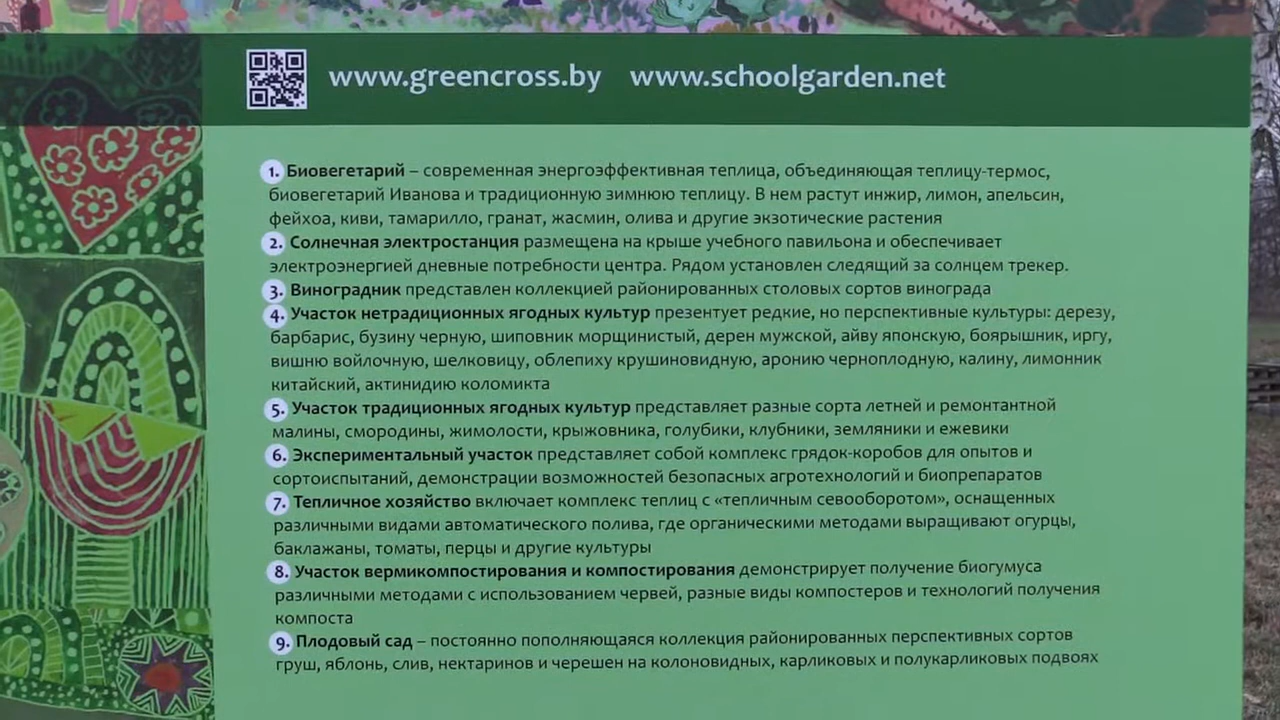 www.greencross.by www.schoolgarden.net
1. Биовегетарий – современная энергоэффективная теплица, объединяющая теплицу-термос,
биовегетарий Иванова и традиционную зимнюю теплицу. В нем растут инжир, лимон, апельсин,
фейхоа, киви, тамарилло, гранат, жасмин, олива и другие экзотические растения
2. Солнечная электростанция размещена на крыше учебного павильона и обеспечивает
электроэнергией дневные потребности центра. Рядом установлен следящий за солнцем трекер.
3. Виноградник представлен коллекцией районированных столовых сортов винограда
4. Участок нетрадиционных ягодных культур презентует редкие, но перспективные культуры: дерезу,
барбарис, бузину черную, шиповник морщинистый, дерен мужской, айву японскую, боярышник, иргу,
вишню войлочную, шелковицу, облепиху крушиновидную, аронию черноплодную, калину, лимонник
китайский, актинидию коломикта
5. Участок традиционных ягодных культур представляет разные сорта летней и ремонтантной
малины, смородины, жимолости, крыжовника, голубики, клубники, земляники и ежевики
6. Экспериментальный участок представляет собой комплекс грядок-коробов для опытов и
сортоиспытаний, демонстрации возможностей безопасных агротехнологий и биопрепаратов
7. Тепличное хозяйство включает комплекс теплиц с «тепличным севооборотом», оснащенных
различными видами автоматического полива, где органическими методами выращивают огурцы,
баклажаны, томаты, перцы и другие культуры
8. Участок вермикомпостирования и компостирования демонстрирует получение биогумуса
различными методами с использованием червей, разные виды компостеров и технологий получения
компоста
9. Плодовый сад – постоянно пополняющаяся коллекция районированных перспективных сортов
груш, яблонь, слив, нектаринов и черешен на колоновидных, карликовых и полукарликовых подвоях